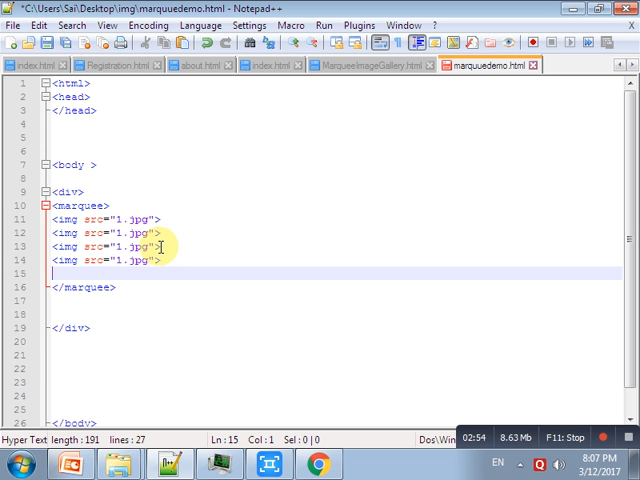 *C:\Users\Sai\Desktop\img\marquuedemo.html - Notepad++
File Edit Search View Encoding Language Settings Macro Run Plugins Window ? X
index.html Registration.html about.html index.html MarqueeImageGallery.html marquuedemo.html
1 <html>
2 <head>
3 </head>
4
5
6
7 <body >
8
9 <div>
10 <marquee>
11 <img src="1.jpg">
12 <img src="1.jpg">
13 <img src="1.jpg">
14 <img src="1.jpg">
15
16 </marquee>
17
18
19 </div>
20
21
22
23
24
25
26 </body>
Hyper Text length : 191 lines : 27 Ln : 15 Col : 1 Sel : 0 | 0 Dos\Win
02:54 8.63 Mb F11: Stop
EN 8:07 PM
3/12/2017